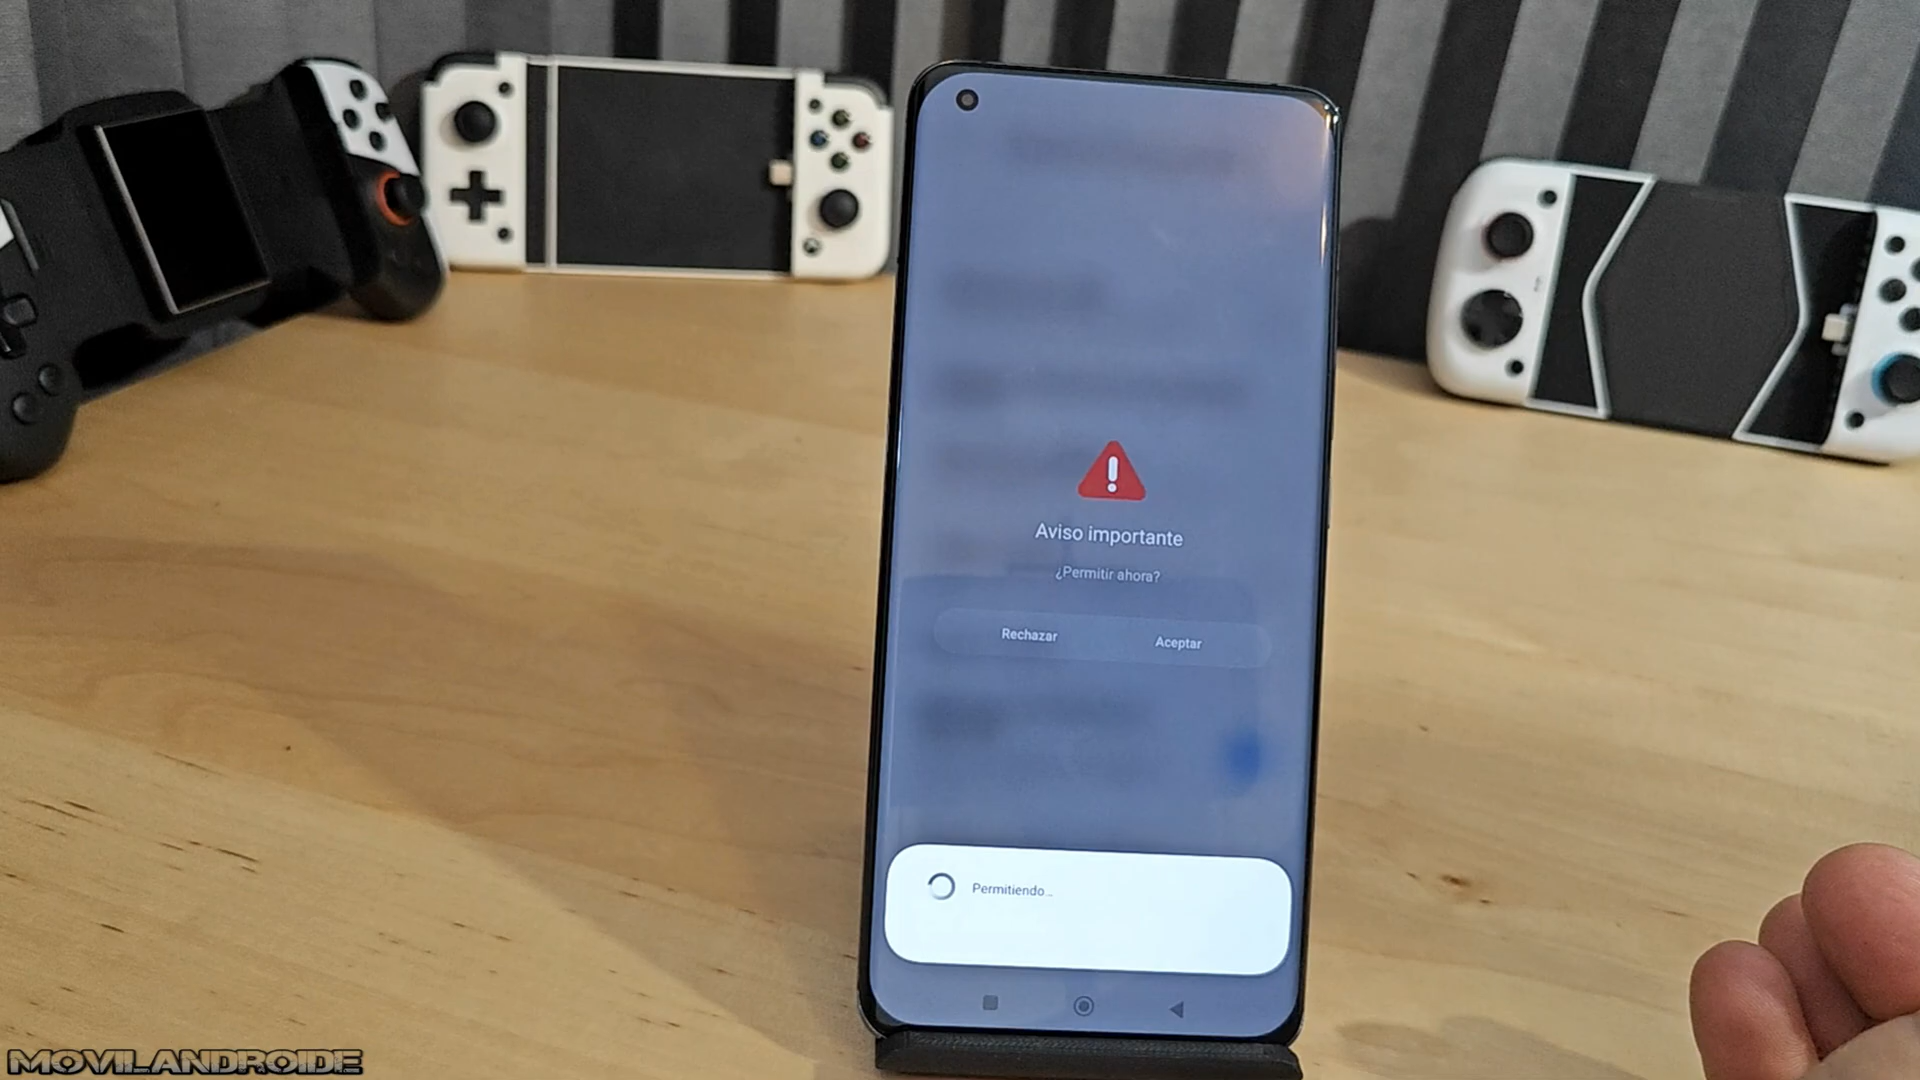 Aviso importante
¿Permitir ahora?
Rechazar Aceptar
Permitiendo...
MOVILANDROIDE